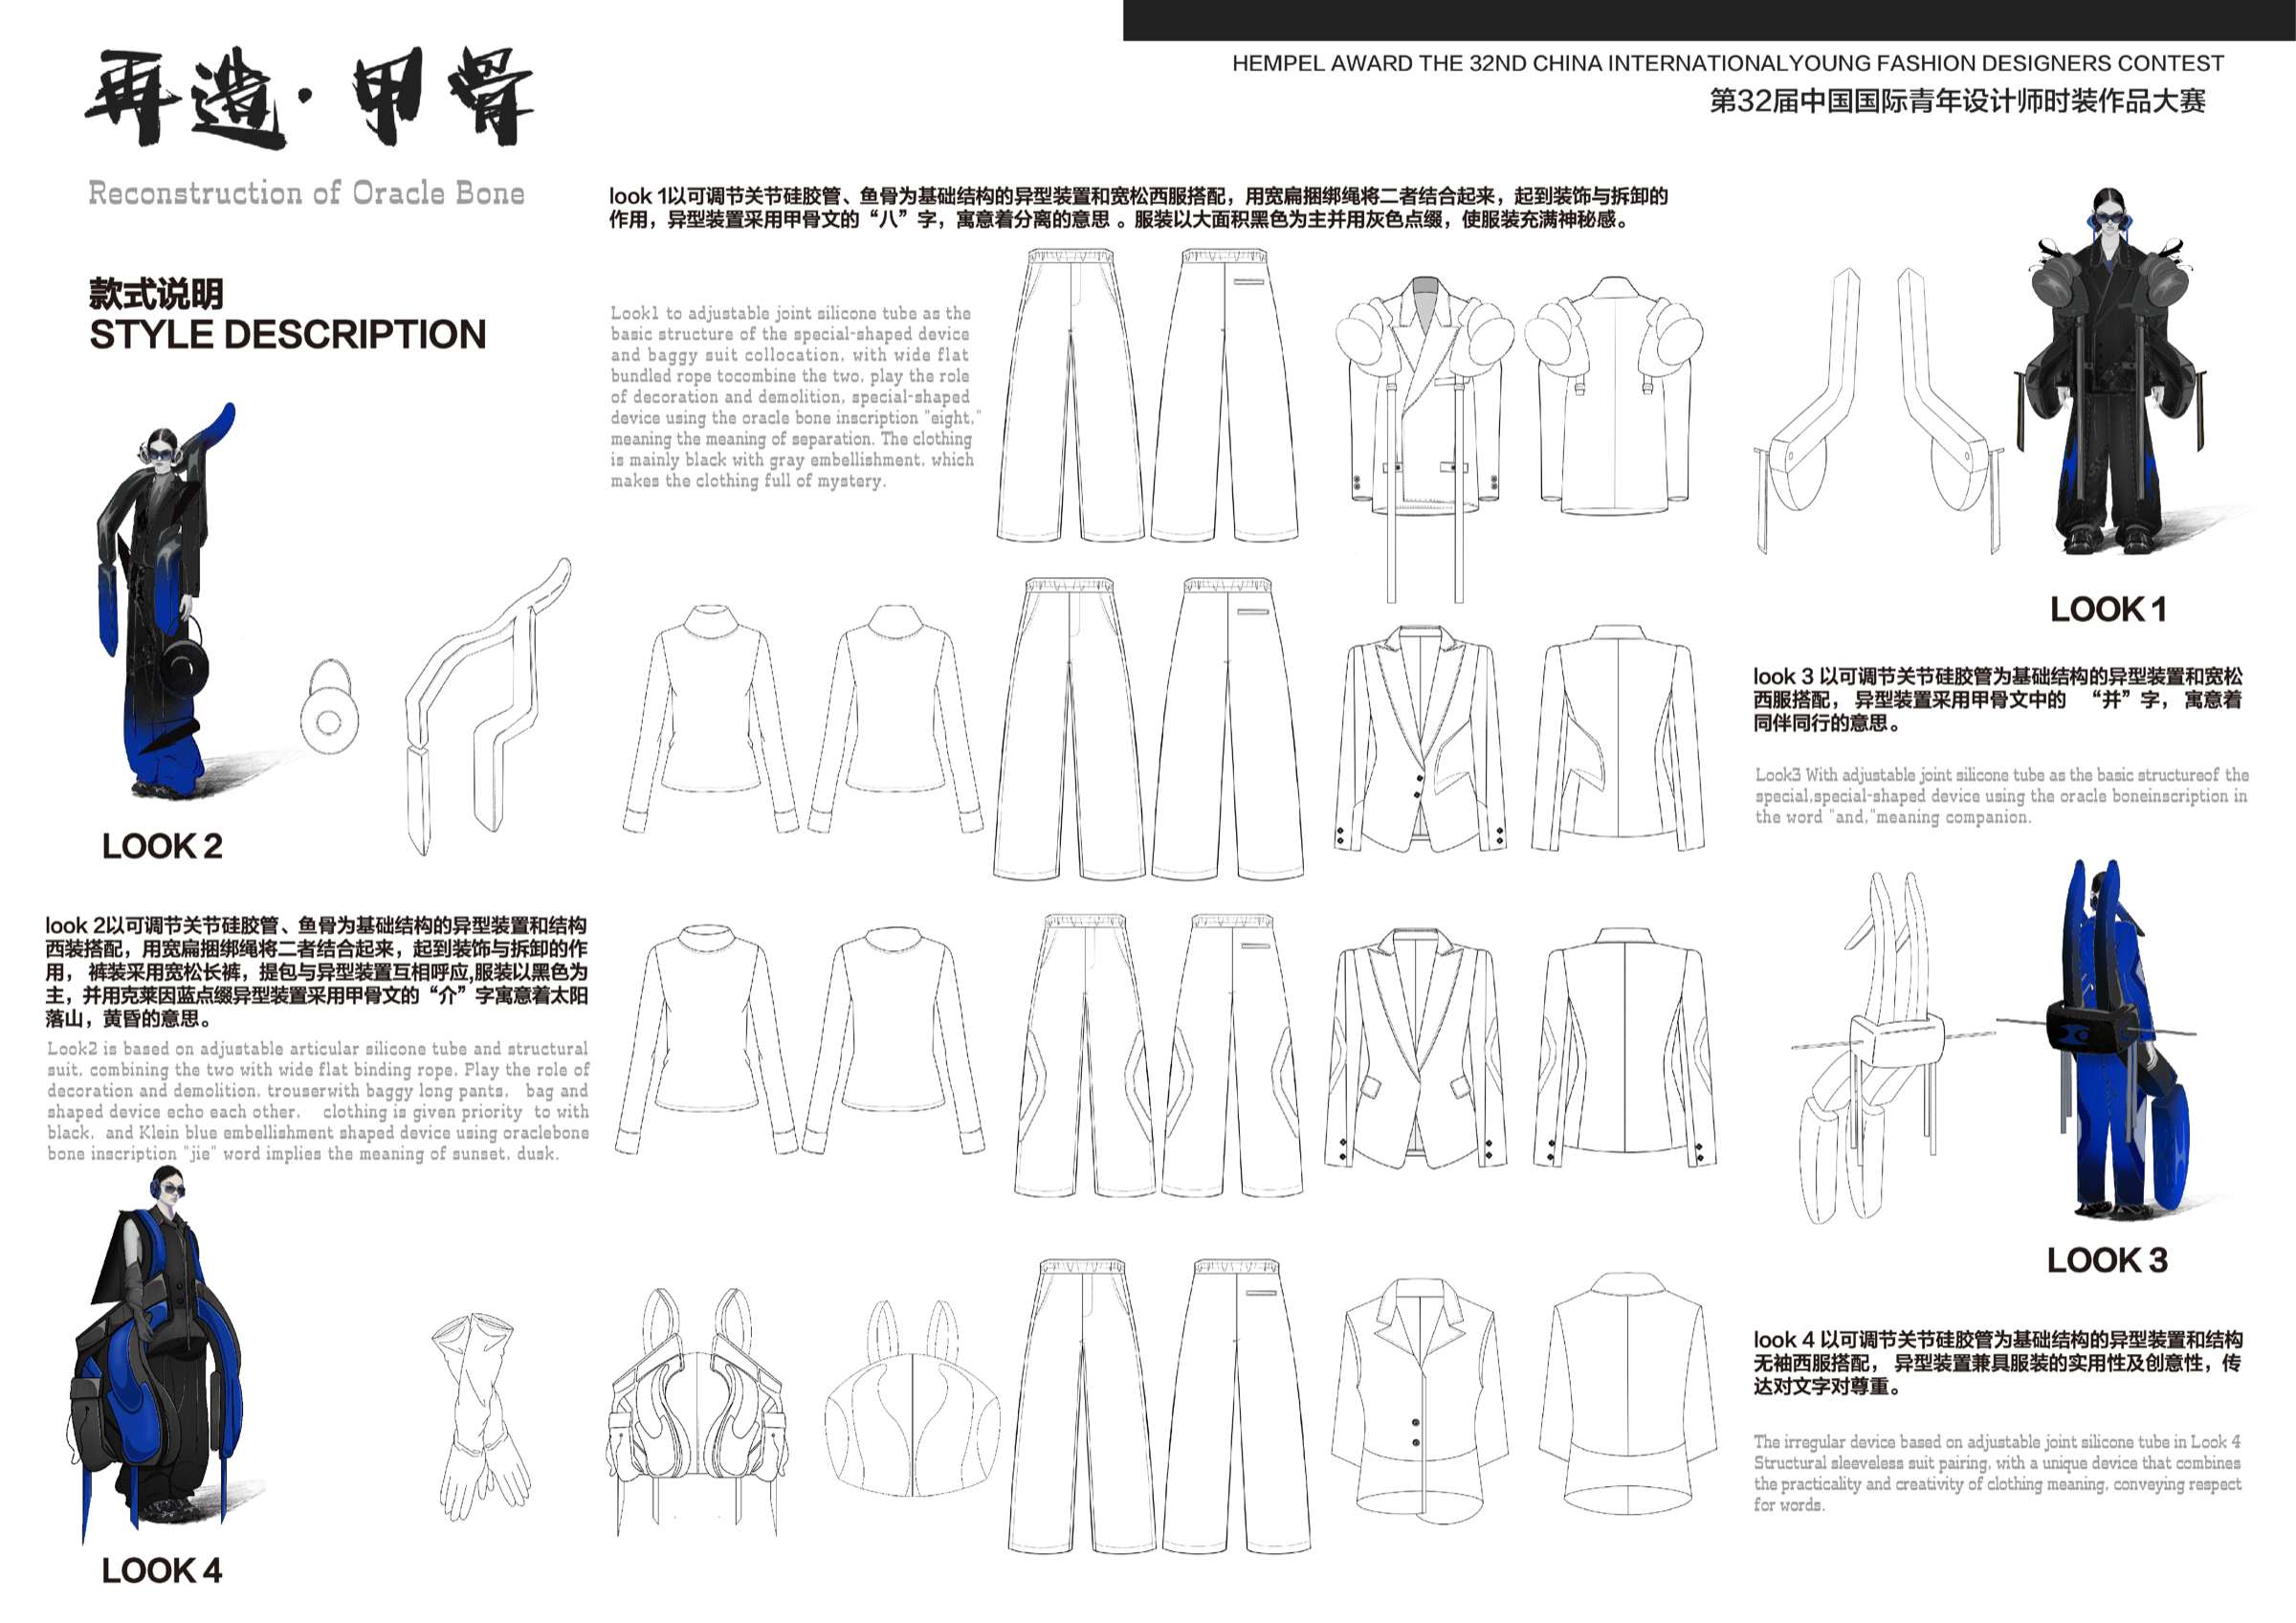 HEMPEL AWARD THE 32ND CHINA INTERNATIONALYOUNG FASHION DESIGNERS CONTEST
第32届中国国际青年设计师时装作品大赛
再造·甲骨
Reconstruction of Oracle Bone
款式说明
STYLE DESCRIPTION
look 1以可调节关节硅胶管、鱼骨为基础结构的异型装置和宽松西服搭配，用宽扁捆绑绳将二者结合起来，起到装饰与拆卸的
作用，异型装置采用甲骨文的“八”字，寓意着分离的意思 。服装以大面积黑色为主并用灰色点缀，使服装充满神秘感。
Look1 to adjustable joint silicone tube as the
basic structure of the special-shaped device
and baggy suit collocation, with wide flat
bundled rope tocombine the two, play the role
of decoration and demolition, special-shaped
device using the oracle bone inscription "eight,"
meaning the meaning of separation. The clothing
is mainly black with gray embellishment, which
makes the clothing full of mystery.
LOOK 1
LOOK 2
look 2以可调节关节硅胶管、鱼骨为基础结构的异型装置和结构
西装搭配，用宽扁捆绑绳将二者结合起来，起到装饰与拆卸的作
用， 裤装采用宽松长裤，提包与异型装置互相呼应,服装以黑色为
主，并用克莱因蓝点缀异型装置采用甲骨文的“介”字寓意着太阳
落山，黄昏的意思。
Look2 is based on adjustable articular silicone tube and structural
suit, combining the two with wide flat binding rope, Play the role of
decoration and demolition, trouserwith baggy long pants, bag and
shaped device echo each other, clothing is given priority to with
black, and Klein blue embellishment shaped device using oraclebone
bone inscription "jie" word implies the meaning of sunset, dusk.
look 3 以可调节关节硅胶管为基础结构的异型装置和宽松
西服搭配， 异型装置采用甲骨文中的 “并”字， 寓意着
同伴同行的意思。
Look3 With adjustable joint silicone tube as the basic structureof the
special,special-shaped device using the oracle boneinscription in
the word "and,"meaning companion.
LOOK 3
look 4 以可调节关节硅胶管为基础结构的异型装置和结构
无袖西服搭配， 异型装置兼具服装的实用性及创意性，传
达对文字对尊重。
The irregular device based on adjustable joint silicone tube in Look 4
Structural sleeveless suit pairing, with a unique device that combines
the practicality and creativity of clothing meaning, conveying respect
for words.
LOOK 4